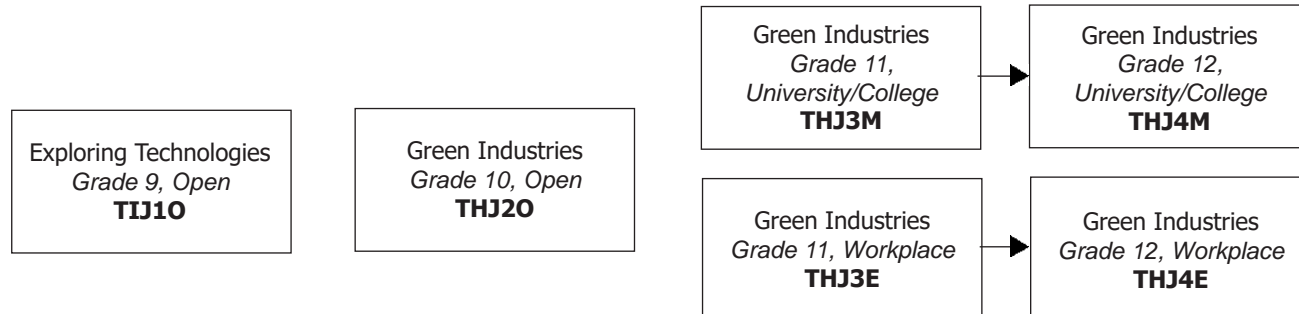 Exploring Technologies
Grade 9, Open
TIJ1O
Green Industries
Grade 10, Open
THJ2O
Green Industries
Grade 11,
University/College
THJ3M
Green Industries
Grade 12,
University/College
THJ4M
Green Industries
Grade 11, Workplace
THJ3E
Green Industries
Grade 12, Workplace
THJ4E